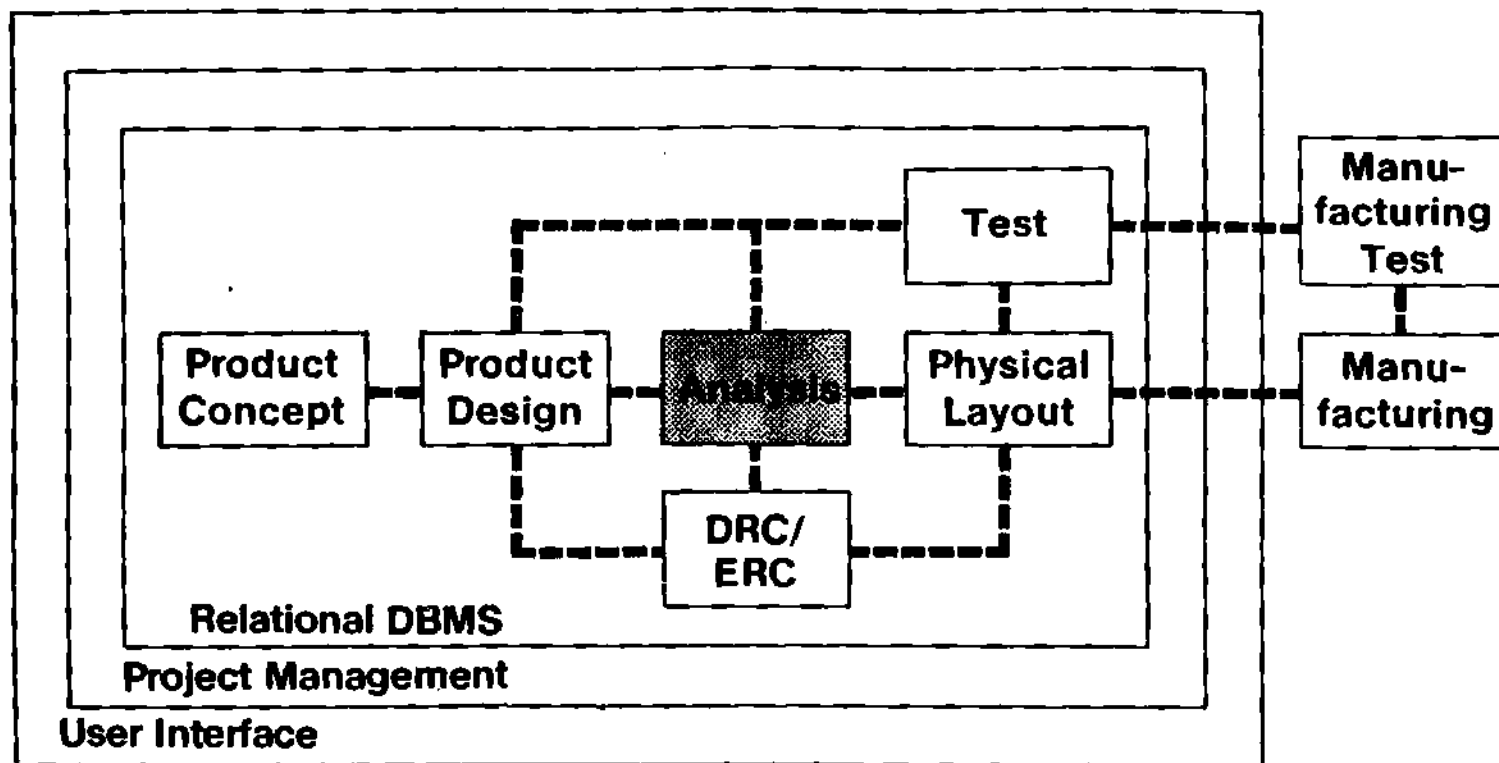 Manu-
facturing
Test
Test
Product
Concept
Product
Design
Analysis
Physical
Layout
Manu-
facturing
DRC/
ERC
Relational DBMS
Project Management
User Interface